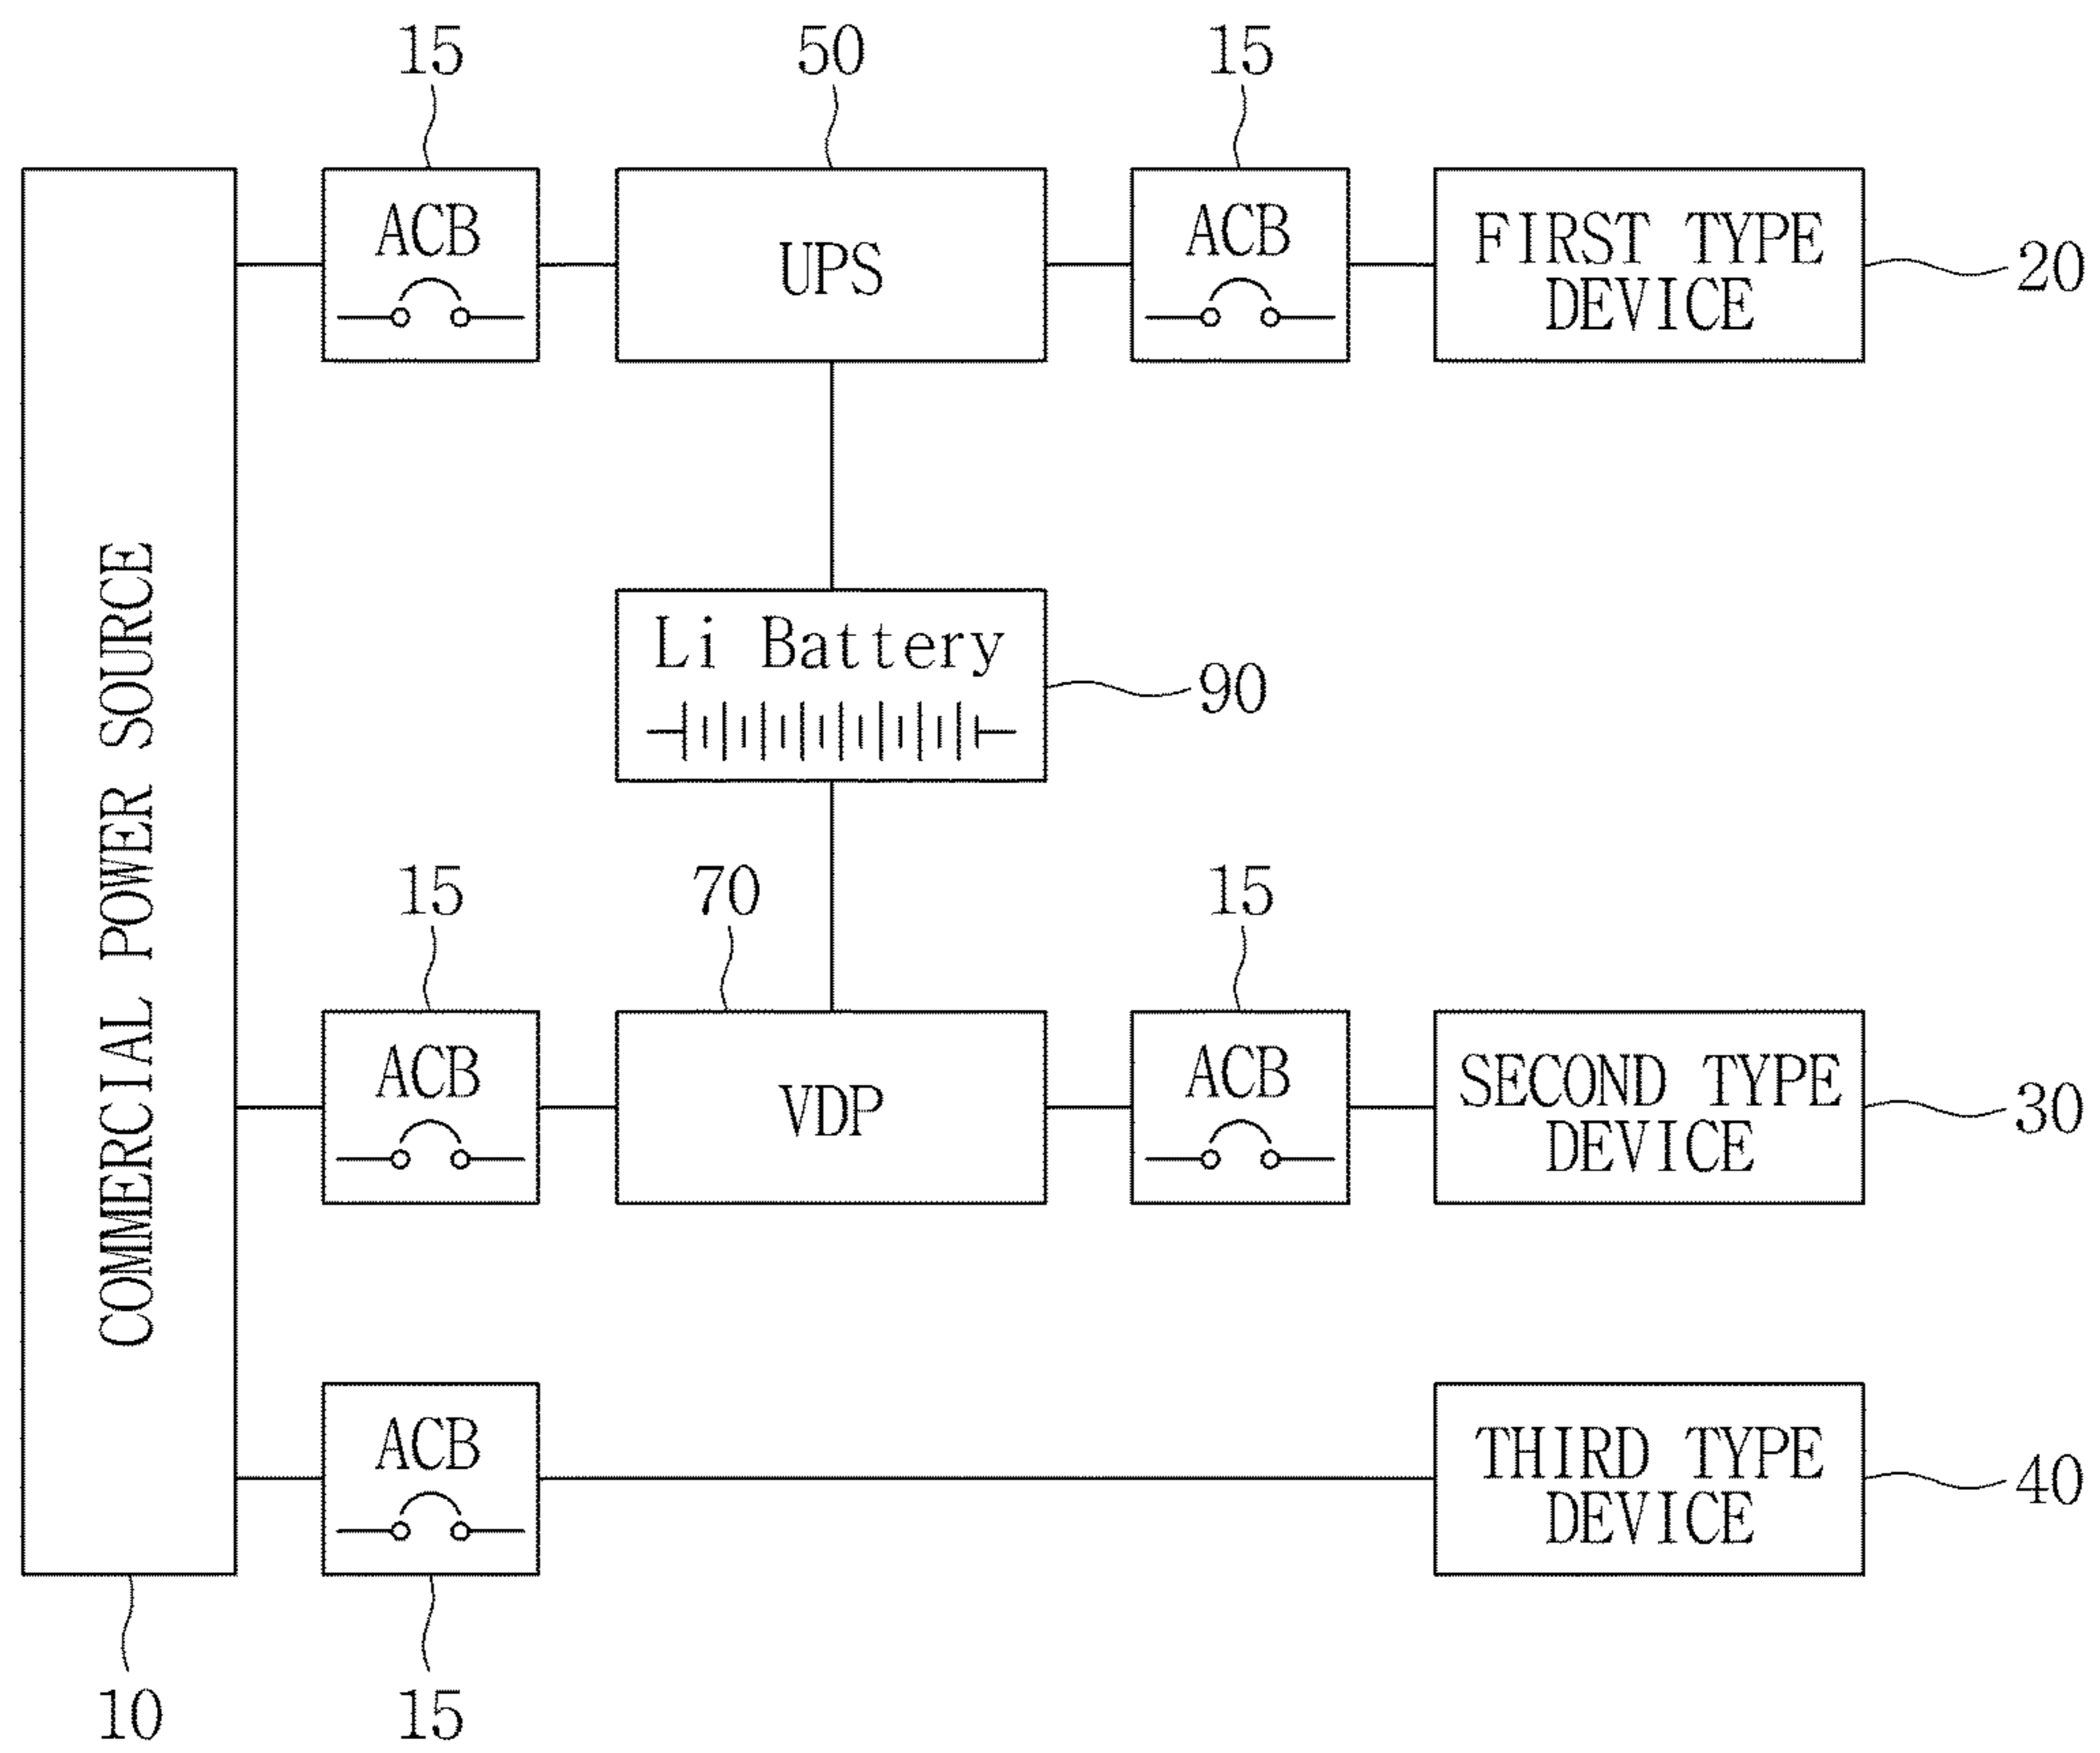 15
50
15
ACB
UPS
ACB
FIRST TYPE
DEVICE
20
Li Battery
90
COMMERCIAL POWER SOURCE
15
70
15
ACB
VDP
ACB
SECOND TYPE
DEVICE
30
ACB
THIRD TYPE
DEVICE
40
10
15